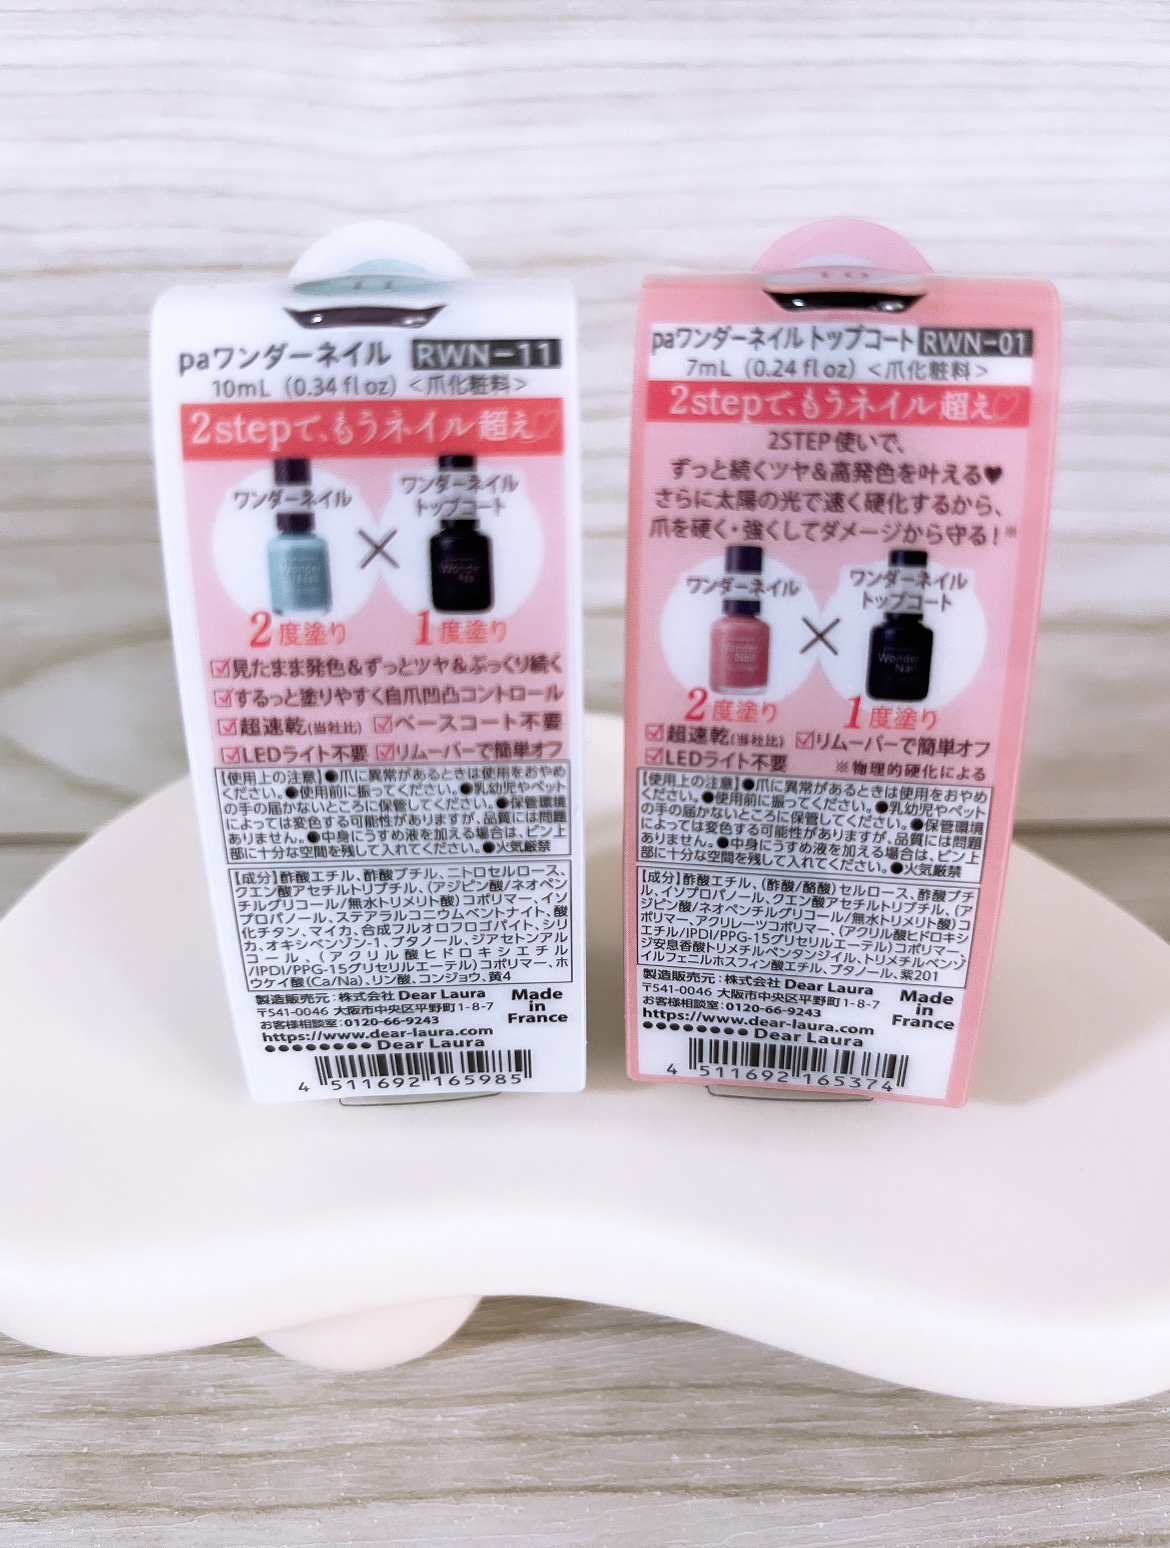 11
paワンダーネイル RWN-11
10mL (0.34 fl oz) <爪化粧料>
2stepで、もうネイル超え♡
ワンダーネイル
ワンダーネイル
トップコート
Wonder
Nail
×
2度塗り
1度塗り
☑見たまま発色&ずっとツヤ&ぷっくり続く
☑するっと塗りやすく自爪凹凸コントロール
☑超速乾(当社比) ☑ベースコート不要
☑LEDライト不要 ☑リムーバーで簡単オフ
【使用上の注意】●爪に異常があるときは使用をおやめ
ください。●使用前に振ってください。●乳幼児やペット
の手の届かないところに保管してください。●保管環境
によっては変色する可能性がありますが、品質には問題
ありません。●中身にうすめ液を加える場合は、ビン上
部に十分な空間を残して入れてください。●火気厳禁
【成分】酢酸エチル、酢酸ブチル、ニトロセルロース、
クエン酸アセチルトリブチル、(アジピン酸/ネオペン
チルグリコール/無水トリメリト酸)コポリマー、イソ
プロパノール、ステアラルコニウムベントナイト、酸
化チタン、マイカ、合成フルオロフロゴパイト、シリ
カ、オキシベンゾン-1、ブタノール、ジアセトンアル
コール、(アクリル酸ヒドロキシエチル
/IPDI/PPG-15グリセリルエーテル)コポリマー、ホ
ウケイ酸(Ca/Na)、リン酸、コンジョウ、黄4
製造販売元:株式会社 Dear Laura
〒541-0046 大阪市中央区平野町1-8-7
お客様相談室:0120-66-9243
https://www.dear-laura.com
●●●●●●●● Dear Laura
Made
in
France
4 511692 165985
10
paワンダーネイル トップコート RWN-01
7mL (0.24 fl oz) <爪化粧料>
2stepで、もうネイル超え♡
2STEP使いで、
ずっと続くツヤ&高発色を叶える♥
さらに太陽の光で速く硬化するから、
爪を硬く・強くしてダメージから守る!※
ワンダーネイル
ワンダーネイル
トップコート
Wonder
Nail
×
Wonder
Nail
2度塗り
1度塗り
☑超速乾(当社比) ☑リムーバーで簡単オフ
☑LEDライト不要 ※物理的硬化による
【使用上の注意】●爪に異常があるときは使用をおやめ
ください。●使用前に振ってください。●乳幼児やペット
の手の届かないところに保管してください。●保管環境
によっては変色する可能性がありますが、品質には問題
ありません。●中身にうすめ液を加える場合は、ビン上
部に十分な空間を残して入れてください。●火気厳禁
【成分】酢酸エチル、(酢酸/酪酸)セルロース、酢酸ブチ
ル、イソプロパノール、クエン酸アセチルトリブチル、(ア
ジピン酸/ネオペンチルグリコール/無水トリメリト酸)コ
ポリマー、アクリレーツコポリマー、(アクリル酸ヒドロキシ
エチル/IPDI/PPG-15グリセリルエーテル)コポリマー、
ジ安息香酸トリメチルペンタンジイル、トリメチルベンゾ
イルフェニルホスフィン酸エチル、ブタノール、紫201
製造販売元:株式会社 Dear Laura
〒541-0046 大阪市中央区平野町1-8-7
お客様相談室:0120-66-9243
https://www.dear-laura.com
●●●●●●●● Dear Laura
Made
in
France
4 511692 165374